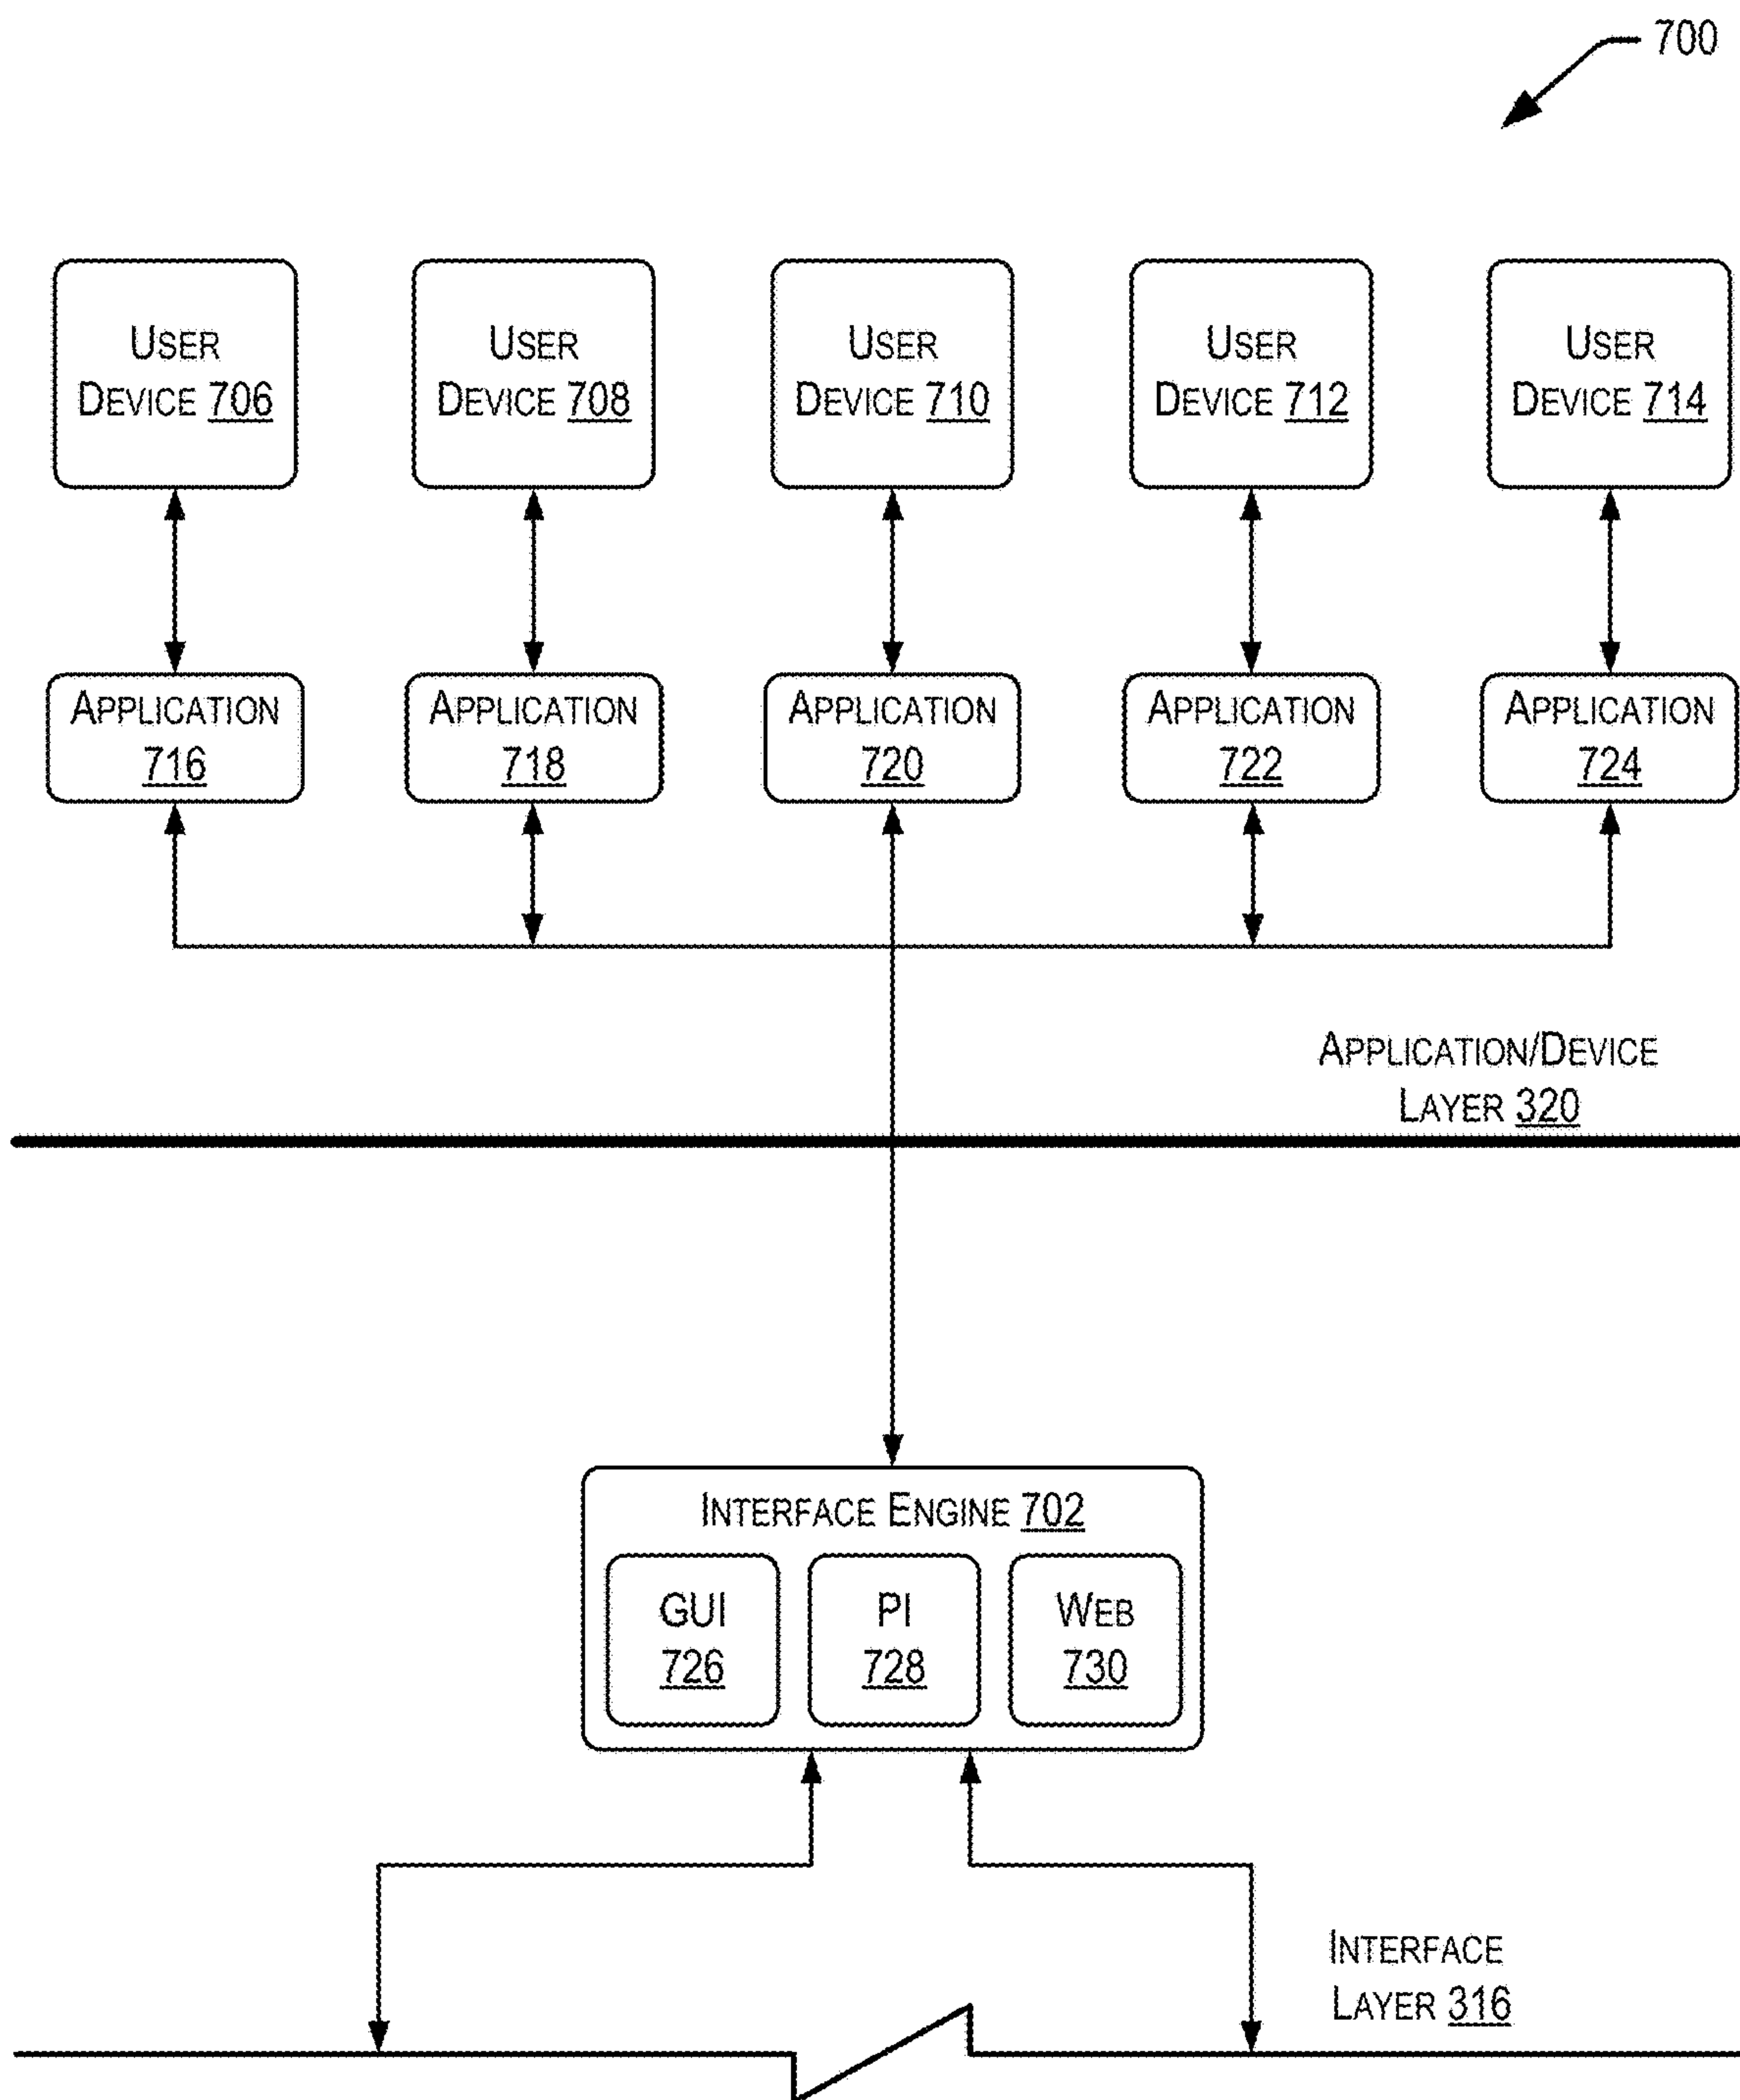 700
USER
DEVICE 706
USER
DEVICE 708
USER
DEVICE 710
USER
DEVICE 712
USER
DEVICE 714
APPLICATION
716
APPLICATION
718
APPLICATION
720
APPLICATION
722
APPLICATION
724
APPLICATION/DEVICE
LAYER 320
INTERFACE ENGINE 702
GUI
726
PI
728
WEB
730
INTERFACE
LAYER 316